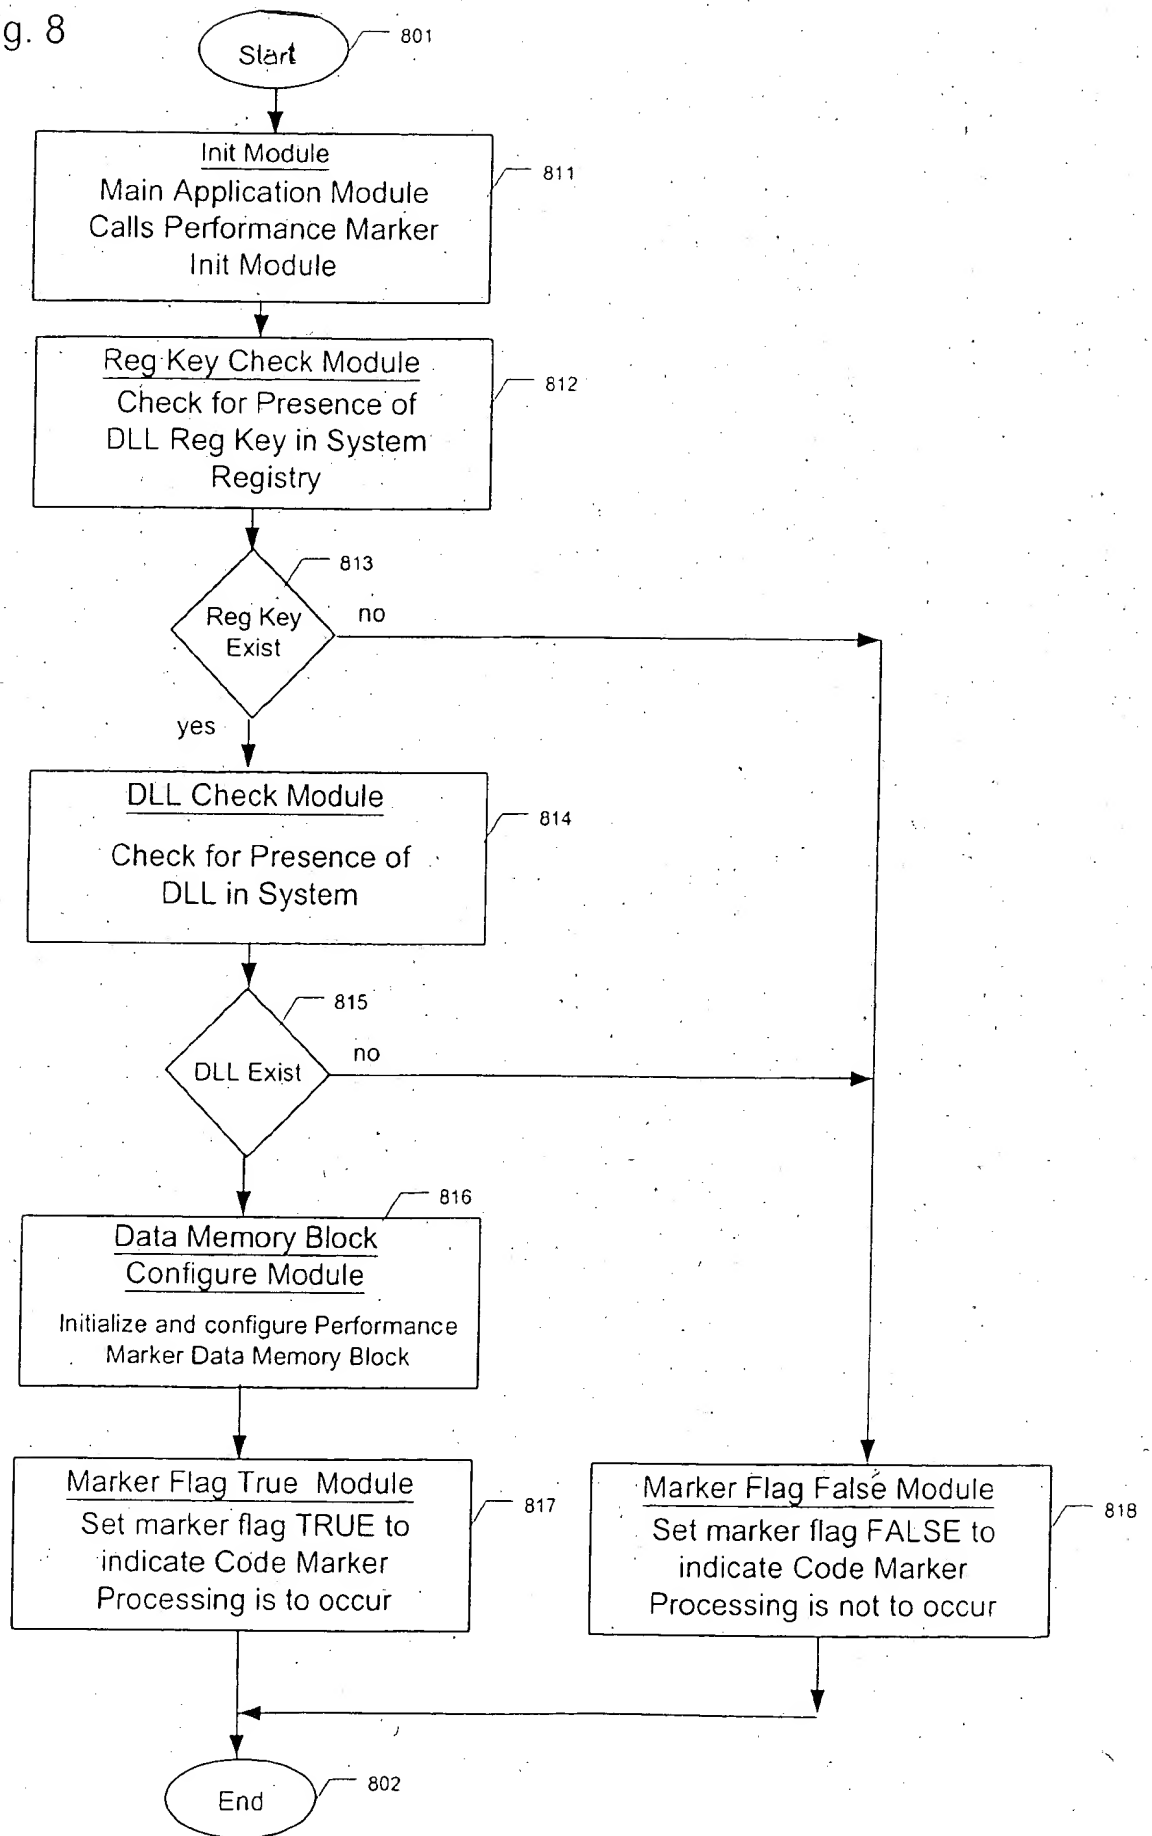 g. 8
Start
801
Init Module
Main Application Module
Calls Performance Marker
Init Module
811
Reg Key Check Module
Check for Presence of
DLL Reg Key in System
Registry
812
813
Reg Key
Exist
no
yes
DLL Check Module
Check for Presence of
DLL in System
814
815
DLL Exist
no
816
Data Memory Block
Configure Module
Initialize and configure Performance
Marker Data Memory Block
Marker Flag True Module
Set marker flag TRUE to
indicate Code Marker
Processing is to occur
817
Marker Flag False Module
Set marker flag FALSE to
indicate Code Marker
Processing is not to occur
818
End
802